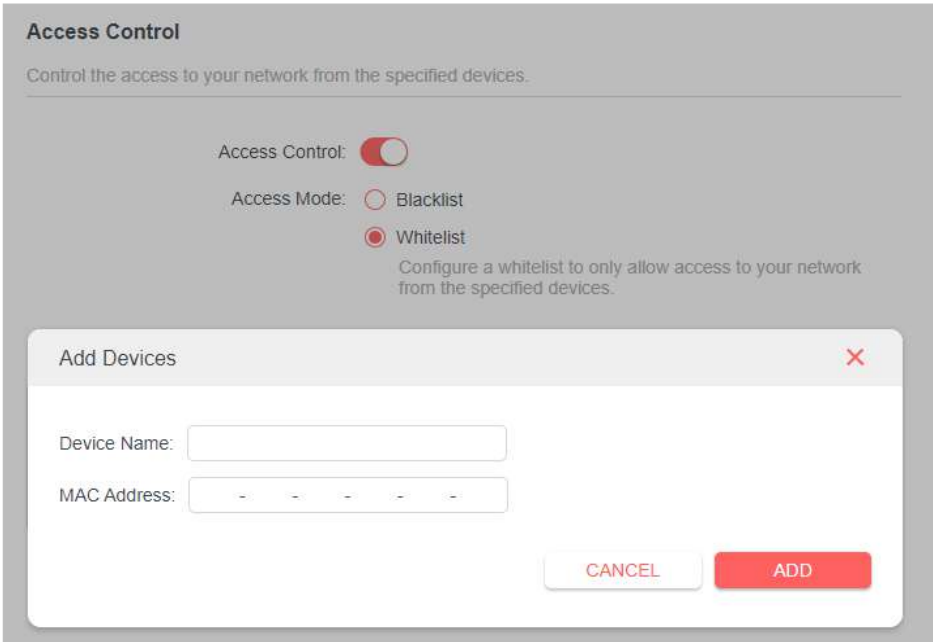 Access Control
Control the access to your network from the specified devices.
Access Control:
Access Mode: Blacklist
Whitelist
Configure a whitelist to only allow access to your network
from the specified devices.
Add Devices
Device Name:
MAC Address: - - - - -
CANCEL ADD